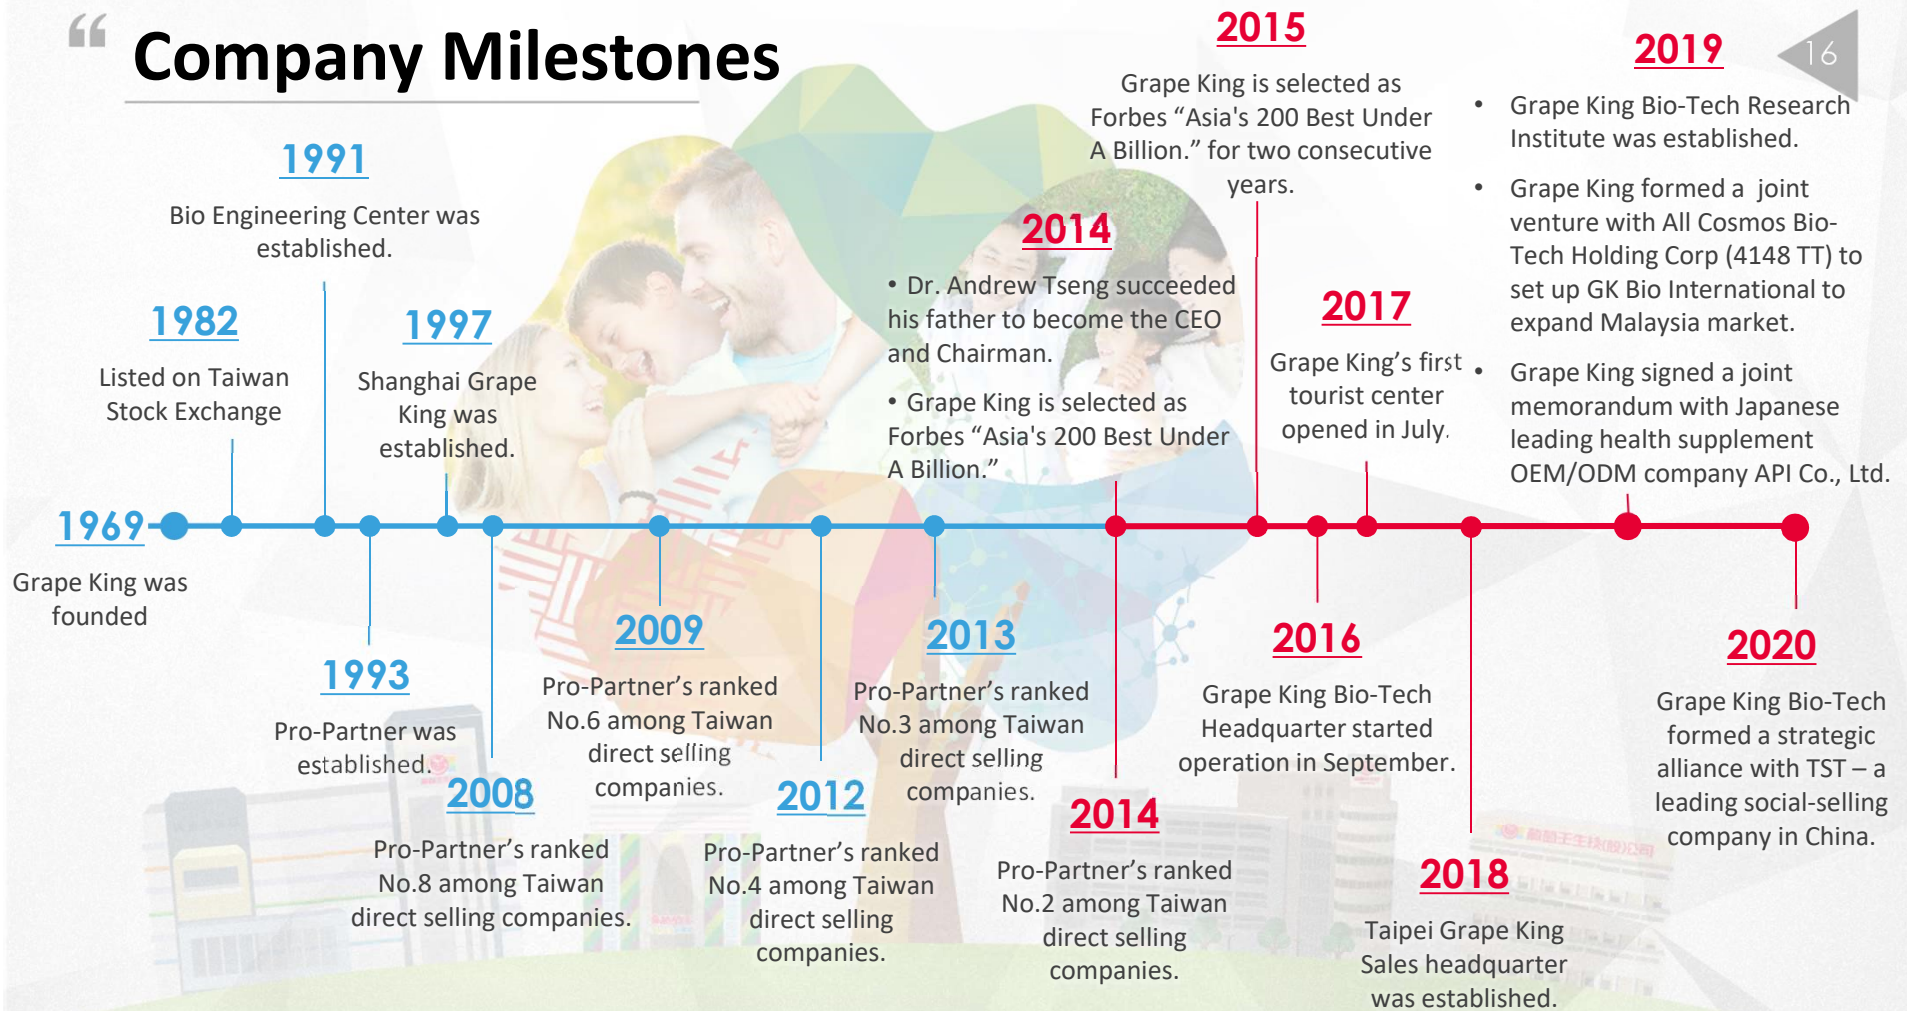 “
Company Milestones
16
1969
Grape King was
founded
1982
Listed on Taiwan
Stock Exchange
1991
Bio Engineering Center was
established.
1993
Pro-Partner was
established.
1997
Shanghai Grape
King was
established.
2008
Pro-Partner’s ranked
No.8 among Taiwan
direct selling companies.
2009
Pro-Partner’s ranked
No.6 among Taiwan
direct selling
companies.
2012
Pro-Partner’s ranked
No.4 among Taiwan
direct selling
companies.
2013
Pro-Partner’s ranked
No.3 among Taiwan
direct selling
companies.
2014
• Dr. Andrew Tseng succeeded
his father to become the CEO
and Chairman.
• Grape King is selected as
Forbes “Asia's 200 Best Under
A Billion.”
2014
Pro-Partner’s ranked
No.2 among Taiwan
direct selling
companies.
2015
Grape King is selected as
Forbes “Asia's 200 Best Under
A Billion.” for two consecutive
years.
2016
Grape King Bio-Tech
Headquarter started
operation in September.
2017
Grape King’s first
tourist center
opened in July.
2018
Taipei Grape King
Sales headquarter
was established.
2019
• Grape King Bio-Tech Research
Institute was established.
• Grape King formed a joint
venture with All Cosmos Bio-
Tech Holding Corp (4148 TT) to
set up GK Bio International to
expand Malaysia market.
• Grape King signed a joint
memorandum with Japanese
leading health supplement
OEM/ODM company API Co., Ltd.
2020
Grape King Bio-Tech
formed a strategic
alliance with TST – a
leading social-selling
company in China.